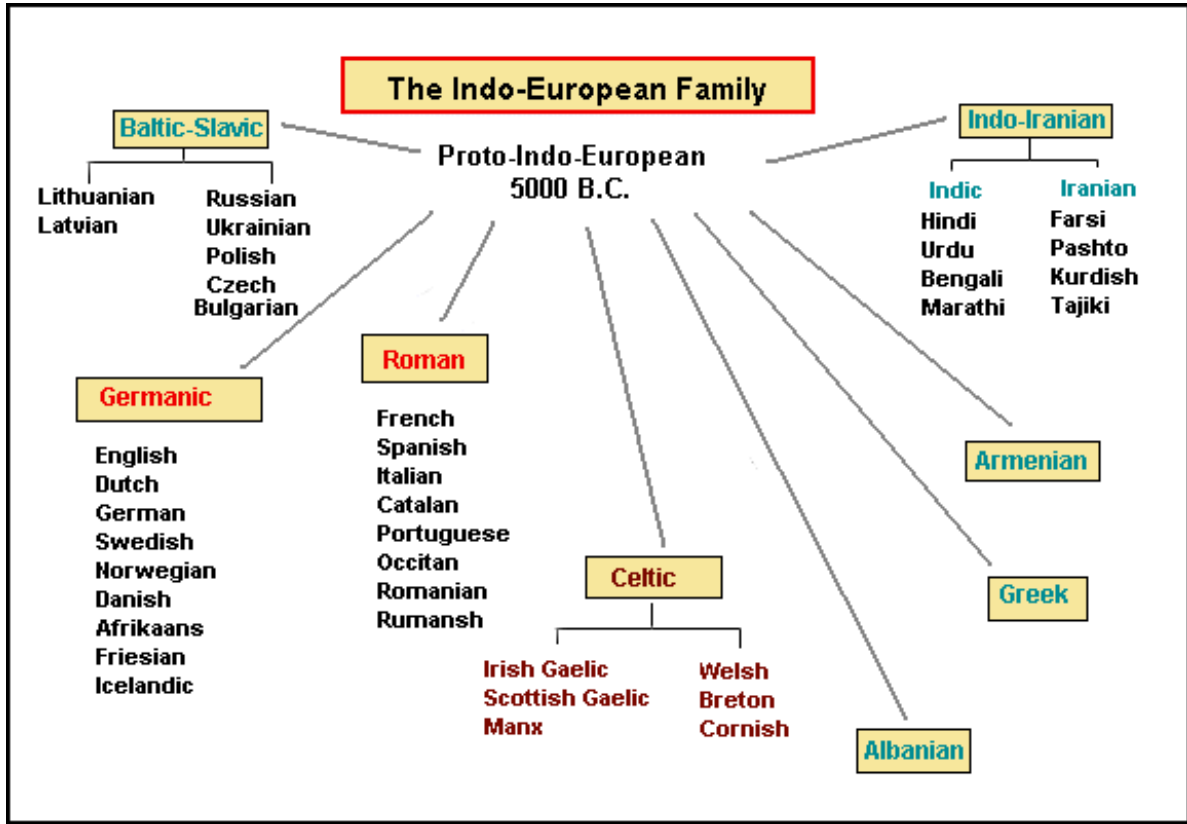 The Indo-European Family
Proto-Indo-European
5000 B.C.
Baltic-Slavic
Lithuanian
Latvian
Russian
Ukrainian
Polish
Czech
Bulgarian
Germanic
English
Dutch
German
Swedish
Norwegian
Danish
Afrikaans
Friesian
Icelandic
Roman
French
Spanish
Italian
Catalan
Portuguese
Occitan
Romanian
Rumansh
Celtic
Irish Gaelic
Scottish Gaelic
Manx
Welsh
Breton
Cornish
Albanian
Greek
Armenian
Indo-Iranian
Indic
Hindi
Urdu
Bengali
Marathi
Iranian
Farsi
Pashto
Kurdish
Tajiki